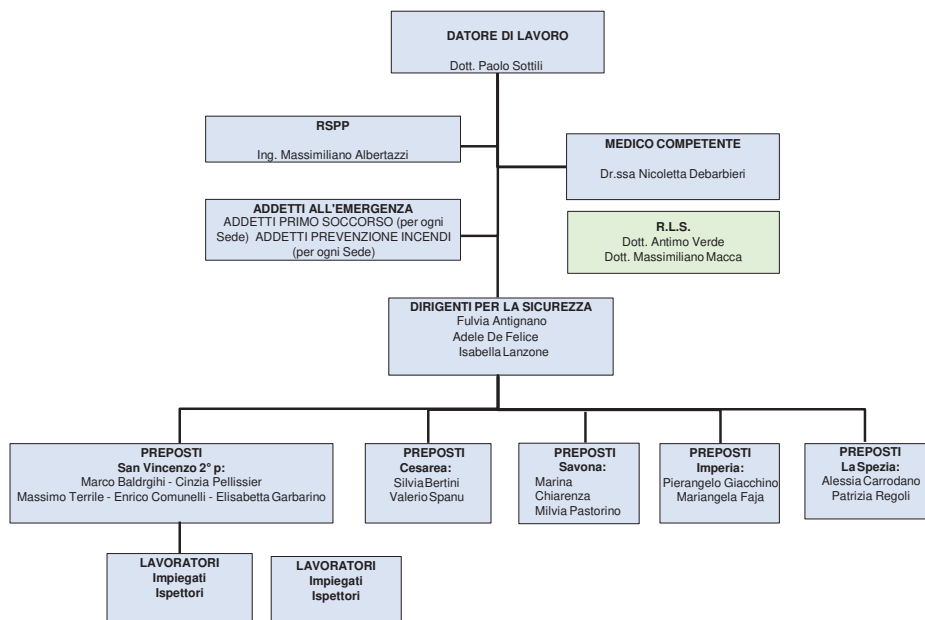 DATORE DI LAVORO
Dott. Paolo Sottili
RSPP
Ing. Massimiliano Albertazzi
MEDICO COMPETENTE
Dr.ssa Nicoletta Debarbieri
ADDETTI ALL'EMERGENZA
ADDETTI PRIMO SOCCORSO (per ogni
Sede) ADDETTI PREVENZIONE INCENDI
(per ogni Sede)
R.L.S.
Dott. Antimo Verde
Dott. Massimiliano Macca
DIRIGENTI PER LA SICUREZZA
Fulvia Antignano
Adele De Felice
Isabella Lanzone
PREPOSTI
San Vincenzo 2° p:
Marco Baldrgihi - Cinzia Pellissier
Massimo Terrile - Enrico Comunelli - Elisabetta Garbarino
PREPOSTI
Cesarea:
Silvia Bertini
Valerio Spanu
PREPOSTI
Savona:
Marina
Chiarenza
Milvia Pastorino
PREPOSTI
Imperia:
Pierangelo Giacchino
Mariangela Faja
PREPOSTI
La Spezia:
Alessia Carrodano
Patrizia Regoli
LAVORATORI
Impiegati
Ispettori
LAVORATORI
Impiegati
Ispettori